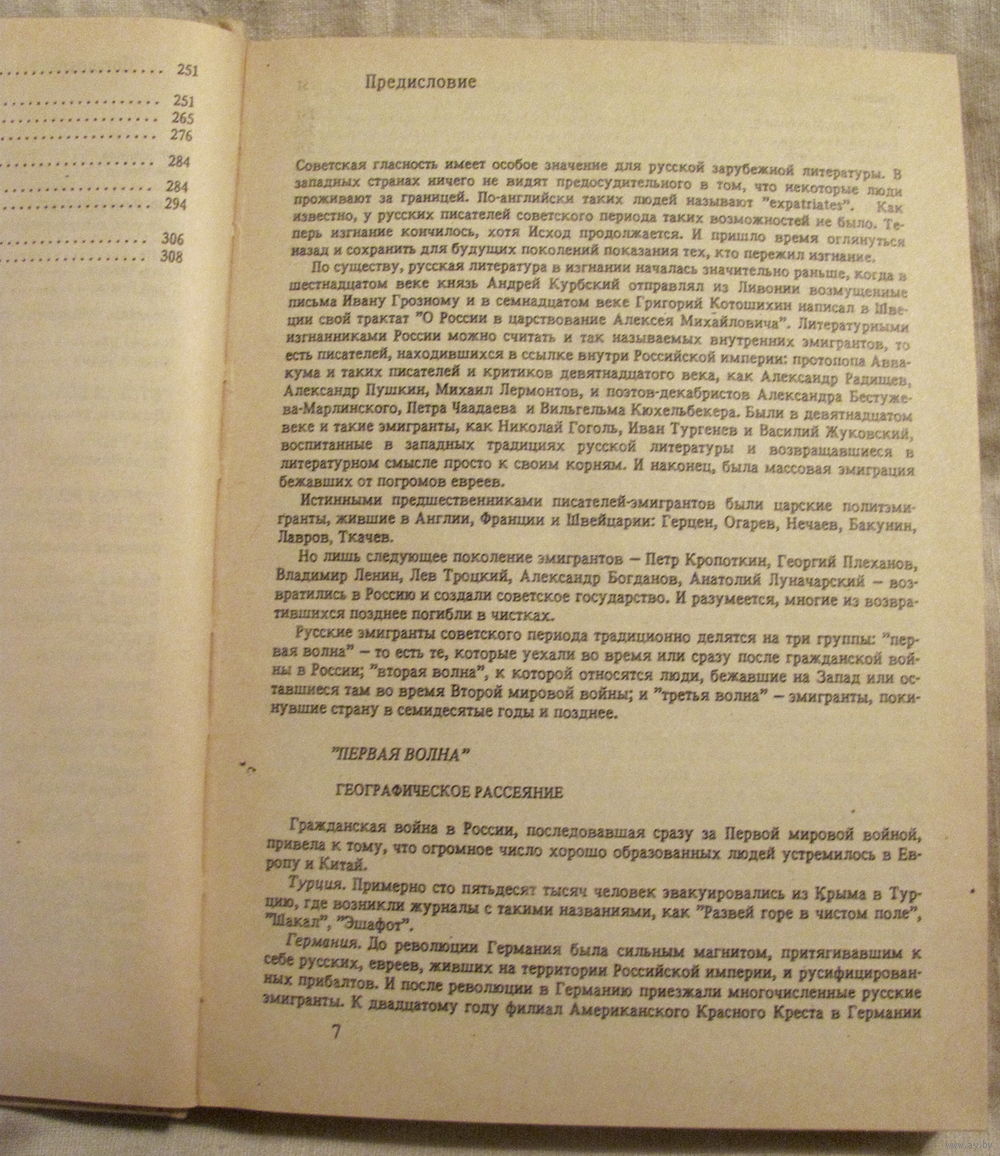 .................... 251
.................... 251
.................... 265
.................... 276
.................... 284
.................... 284
.................... 294
.................... 306
.................... 308
Предисловие
Советская гласность имеет особое значение для русской зарубежной литературы. В
западных странах ничего не видят предосудительного в том, что некоторые люди
проживают за границей. По-английски таких людей называют "expatriates". Как
известно, у русских писателей советского периода таких возможностей не было. Те-
перь изгнание кончилось, хотя Исход продолжается. И пришло время оглянуться
назад и сохранить для будущих поколений показания тех, кто пережил изгнание.
По существу, русская литература в изгнании началась значительно раньше, когда в
шестнадцатом веке князь Андрей Курбский отправлял из Ливонии возмущенные
письма Ивану Грозному и в семнадцатом веке Григорий Котошихин написал в Шве-
ции свой трактат "О России в царствование Алексея Михайловича". Литературными
изгнанниками России можно считать и так называемых внутренних эмигрантов, то
есть писателей, находившихся в ссылке внутри Российской империи: протопопа Авва-
кума и таких писателей и критиков девятнадцатого века, как Александр Радищев,
Александр Пушкин, Михаил Лермонтов, и поэтов-декабристов Александра Бестуже-
ва-Марлинского, Петра Чаадаева и Вильгельма Кюхельбекера. Были в девятнадцатом
веке и такие эмигранты, как Николай Гоголь, Иван Тургенев и Василий Жуковский,
воспитанные в западных традициях русской литературы и возвращавшиеся в
литературном смысле просто к своим корням. И наконец, была массовая эмиграция
бежавших от погромов евреев.
Истинными предшественниками писателей-эмигрантов были царские политэми-
гранты, жившие в Англии, Франции и Швейцарии: Герцен, Огарев, Нечаев, Бакунин,
Лавров, Ткачев.
Но лишь следующее поколение эмигрантов — Петр Кропоткин, Георгий Плеханов,
Владимир Ленин, Лев Троцкий, Александр Богданов, Анатолий Луначарский — воз-
вратились в Россию и создали советское государство. И разумеется, многие из возвра-
тившихся позднее погибли в чистках.
Русские эмигранты советского периода традиционно делятся на три группы: "пер-
вая волна" — то есть те, которые уехали во время или сразу после гражданской вой-
ны в России; "вторая волна", к которой относятся люди, бежавшие на Запад или ос-
тавшиеся там во время Второй мировой войны; и "третья волна" — эмигранты, поки-
нувшие страну в семидесятые годы и позднее.
"ПЕРВАЯ ВОЛНА"
ГЕОГРАФИЧЕСКОЕ РАССЕЯНИЕ
Гражданская война в России, последовавшая сразу за Первой мировой войной,
привела к тому, что огромное число хорошо образованных людей устремилось в Ев-
ропу и Китай.
Турция. Примерно сто пятьдесят тысяч человек эвакуировались из Крыма в Тур-
цию, где возникли журналы с такими названиями, как "Развей горе в чистом поле",
"Шакал", "Эшафот".
Германия. До революции Германия была сильным магнитом, притягивавшим к
себе русских, евреев, живших на территории Российской империи, и русифицирован-
ных прибалтов. И после революции в Германию приезжали многочисленные русские
эмигранты. К двадцатому году филиал Американского Красного Креста в Германии
7
www.ay.by